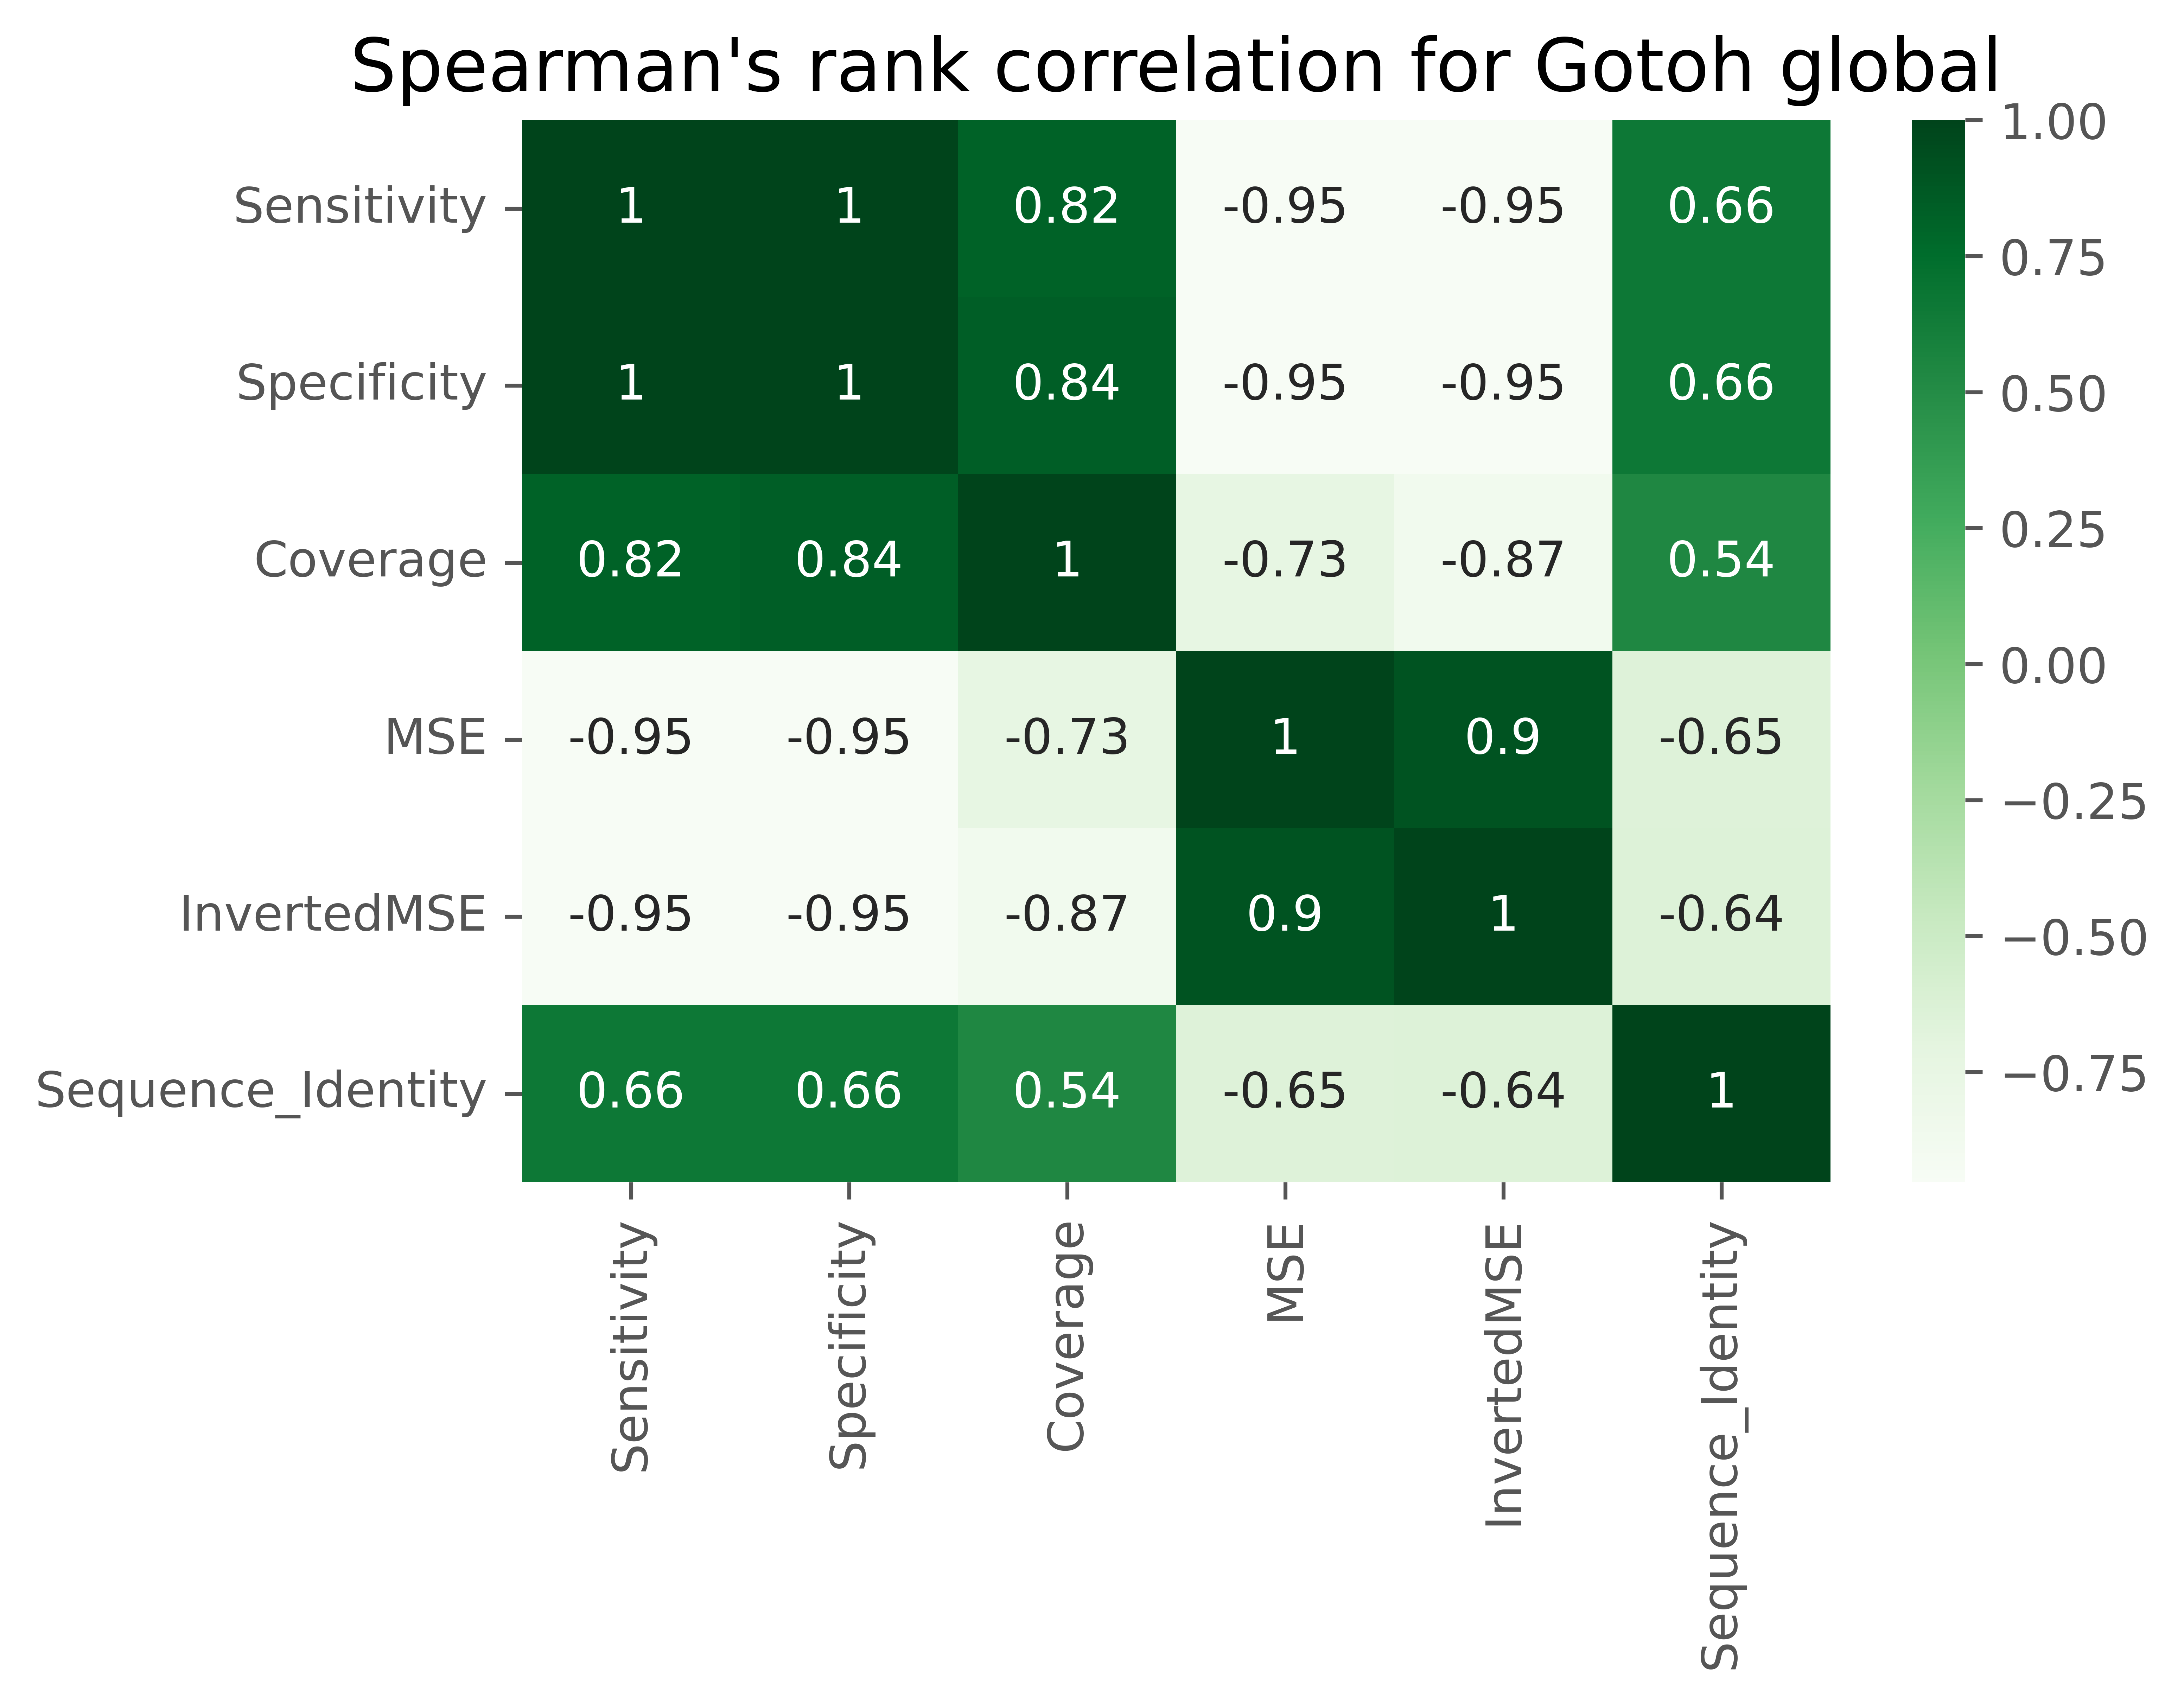 Spearman's rank correlation for Gotoh global
Sensitivity 1 1 0.82 -0.95 -0.95 0.66
Specificity 1 1 0.84 -0.95 -0.95 0.66
Coverage 0.82 0.84 1 -0.73 -0.87 0.54
MSE -0.95 -0.95 -0.73 1 0.9 -0.65
InvertedMSE -0.95 -0.95 -0.87 0.9 1 -0.64
Sequence_Identity 0.66 0.66 0.54 -0.65 -0.64 1
Sensitivity
Specificity
Coverage
MSE
InvertedMSE
Sequence_Identity
1.00
0.75
0.50
0.25
0.00
−0.25
−0.50
−0.75